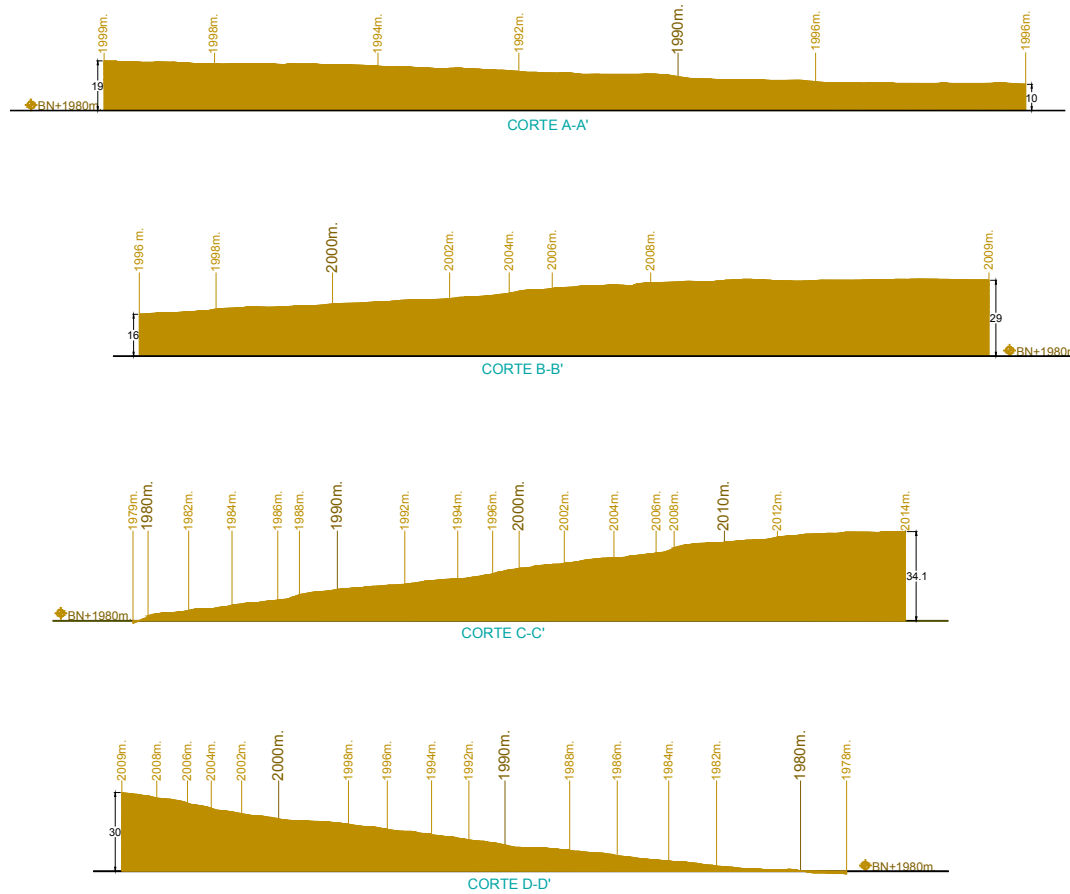 1999m.
1998m.
1994m.
1992m.
1990m.
1996m.
1996m.
19
10
BN+1980m.
CORTE A-A'
1996 m.
1998m.
2000m.
2002m.
2004m.
2006m.
2008m.
2009m.
16
29
BN+1980m
CORTE B-B'
1979m.
1980m.
1982m.
1984m.
1986m.
1988m.
1990m.
1992m.
1994m.
1996m.
2000m.
2002m.
2004m.
2006m.
2008m.
2010m.
2012m.
2014m.
34.1
BN+1980m.
CORTE C-C'
2009m.
2008m.
2006m.
2004m.
2002m.
2000m.
1998m.
1996m.
1994m.
1992m.
1990m.
1988m.
1986m.
1984m.
1982m.
1980m.
1978m.
30
BN+1980m.
CORTE D-D'